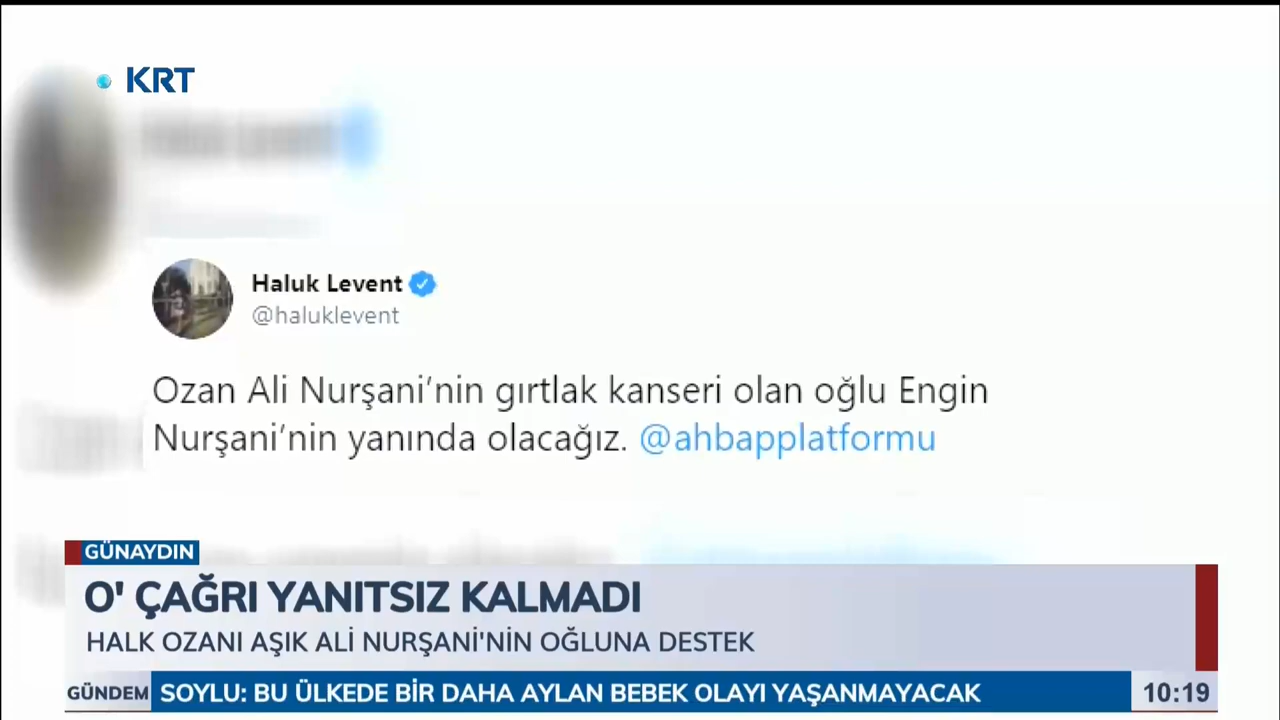 KRT
Haluk Levent
@haluklevent
Ozan Ali Nurşani’nin gırtlak kanseri olan oğlu Engin
Nurşani’nin yanında olacağız. @ahbapplatformu
GÜNAYDIN
O' ÇAĞRI YANITSIZ KALMADI
HALK OZANI AŞIK ALİ NURŞANİ'NİN OĞLUNA DESTEK
GÜNDEM SOYLU: BU ÜLKEDE BİR DAHA AYLAN BEBEK OLAYI YAŞANMAYACAK 10:19